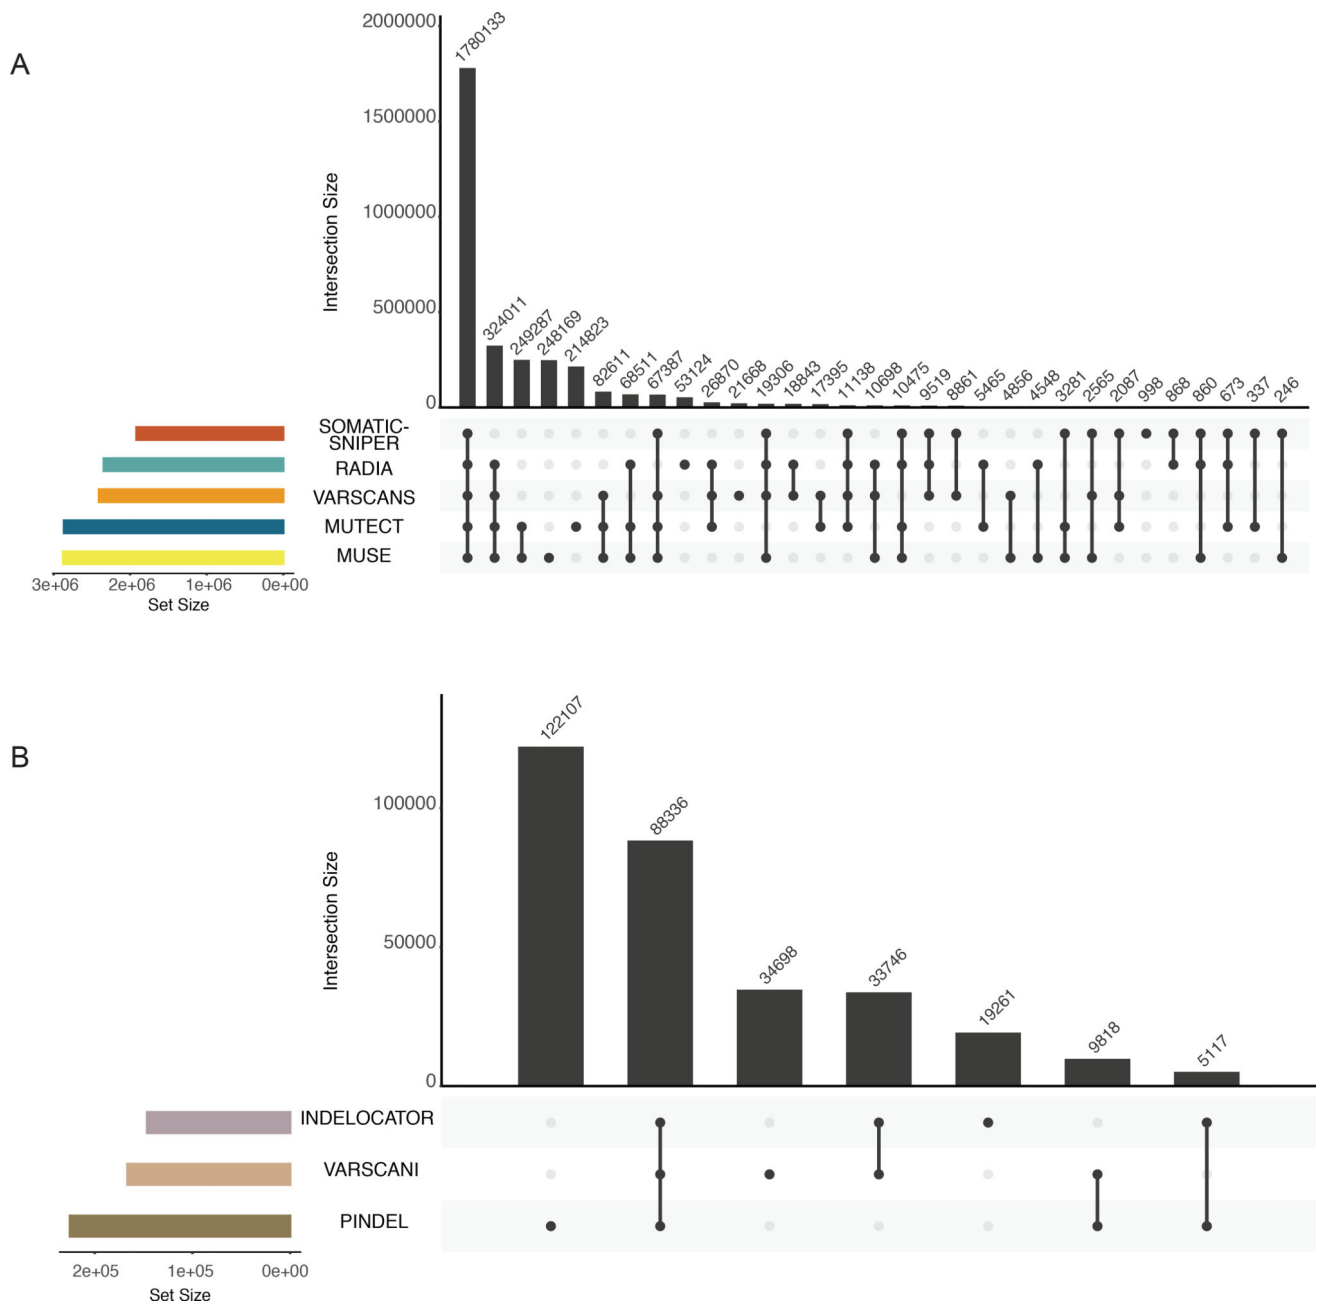 A
2000000
1500000
1000000
500000
0
Intersection Size
1780133
324011
249287
248169
214823
82611
68511
67387
53124
26870
21668
19306
18843
17395
11138
10698
10475
9519
8861
5465
4856
4548
3281
2565
2087
998
868
860
673
337
246
SOMATIC-
SNIPER
RADIA
VARSCANS
MUTECT
MUSE
3e+06 2e+06 1e+06 0e+00
Set Size
B
100000
50000
0
Intersection Size
122107
88336
34698
33746
19261
9818
5117
INDELOCATOR
VARSCANI
PINDEL
2e+05 1e+05 0e+00
Set Size